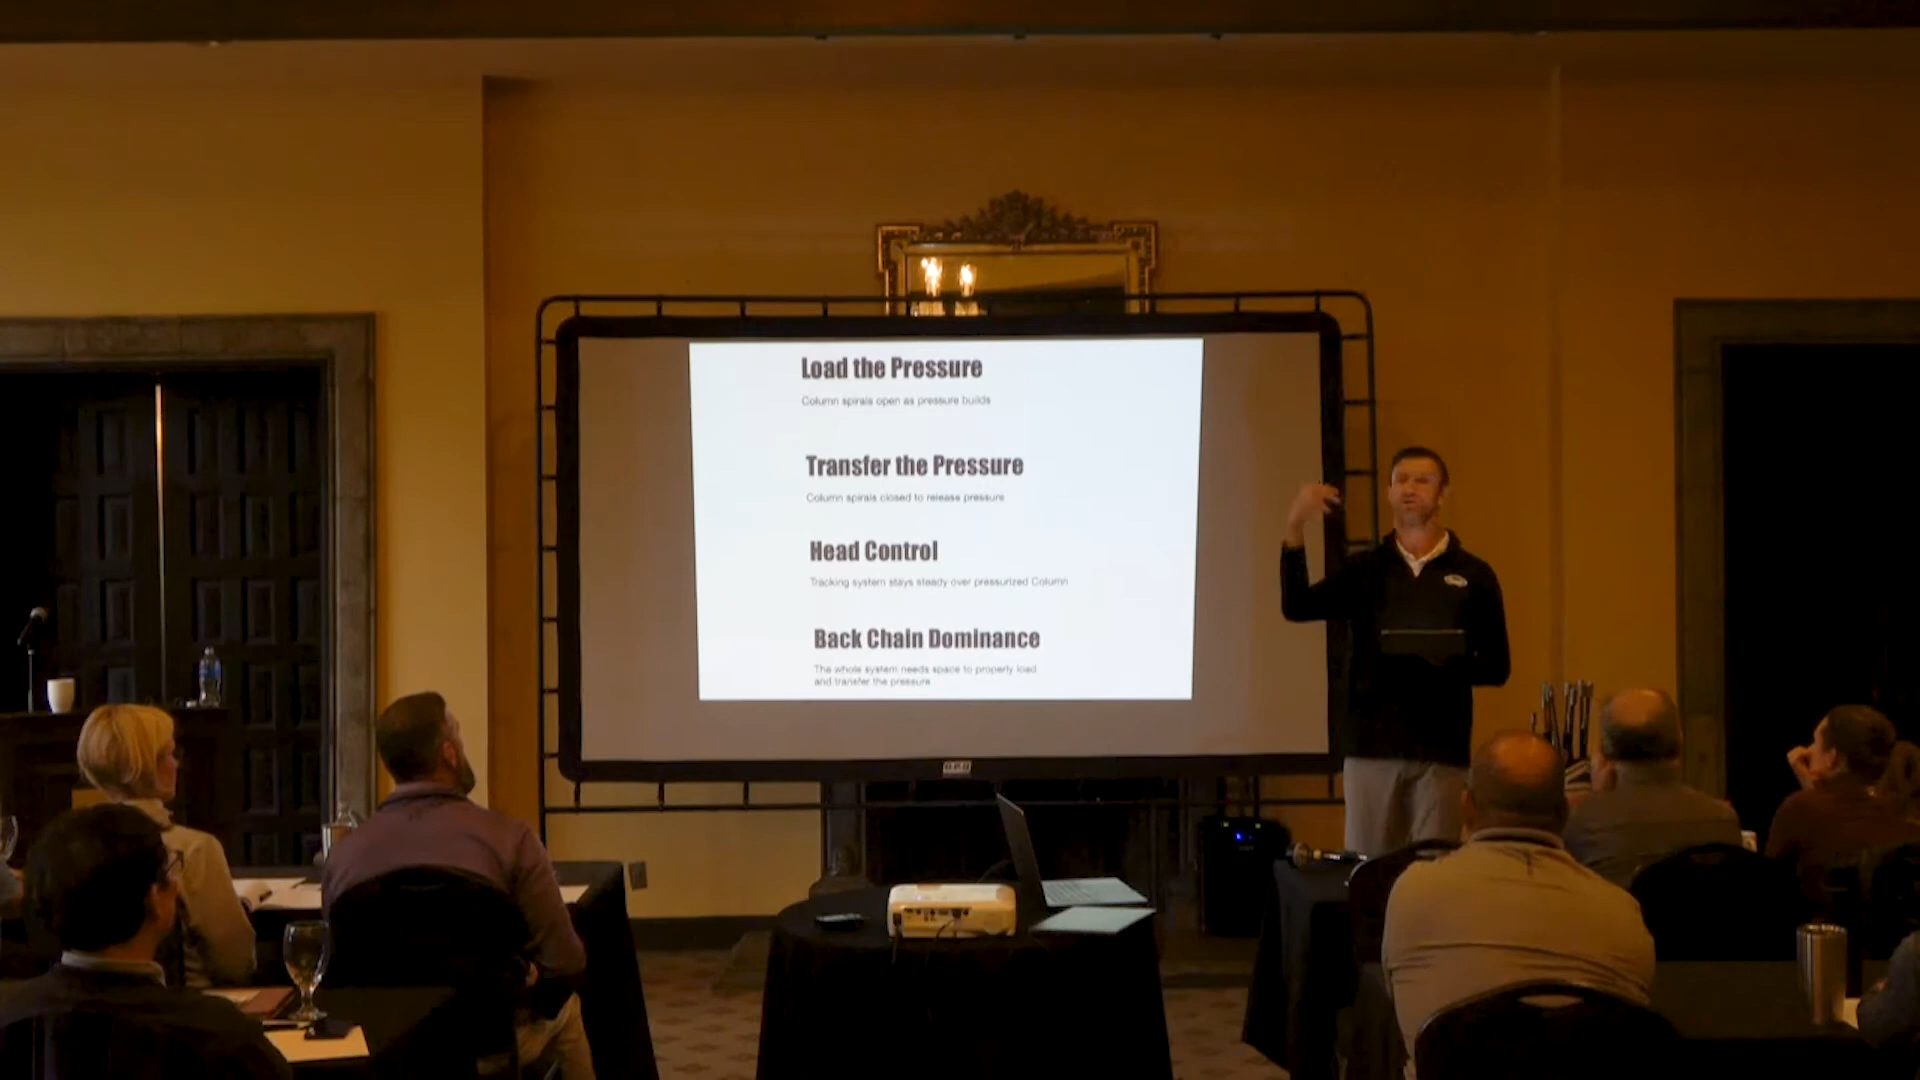 Load the Pressure
Column spirals open as pressure builds
Transfer the Pressure
Column spirals closed to release pressure
Head Control
Tracking system stays steady over pressurized Column
Back Chain Dominance
The whole system needs space to properly load
and transfer the pressure